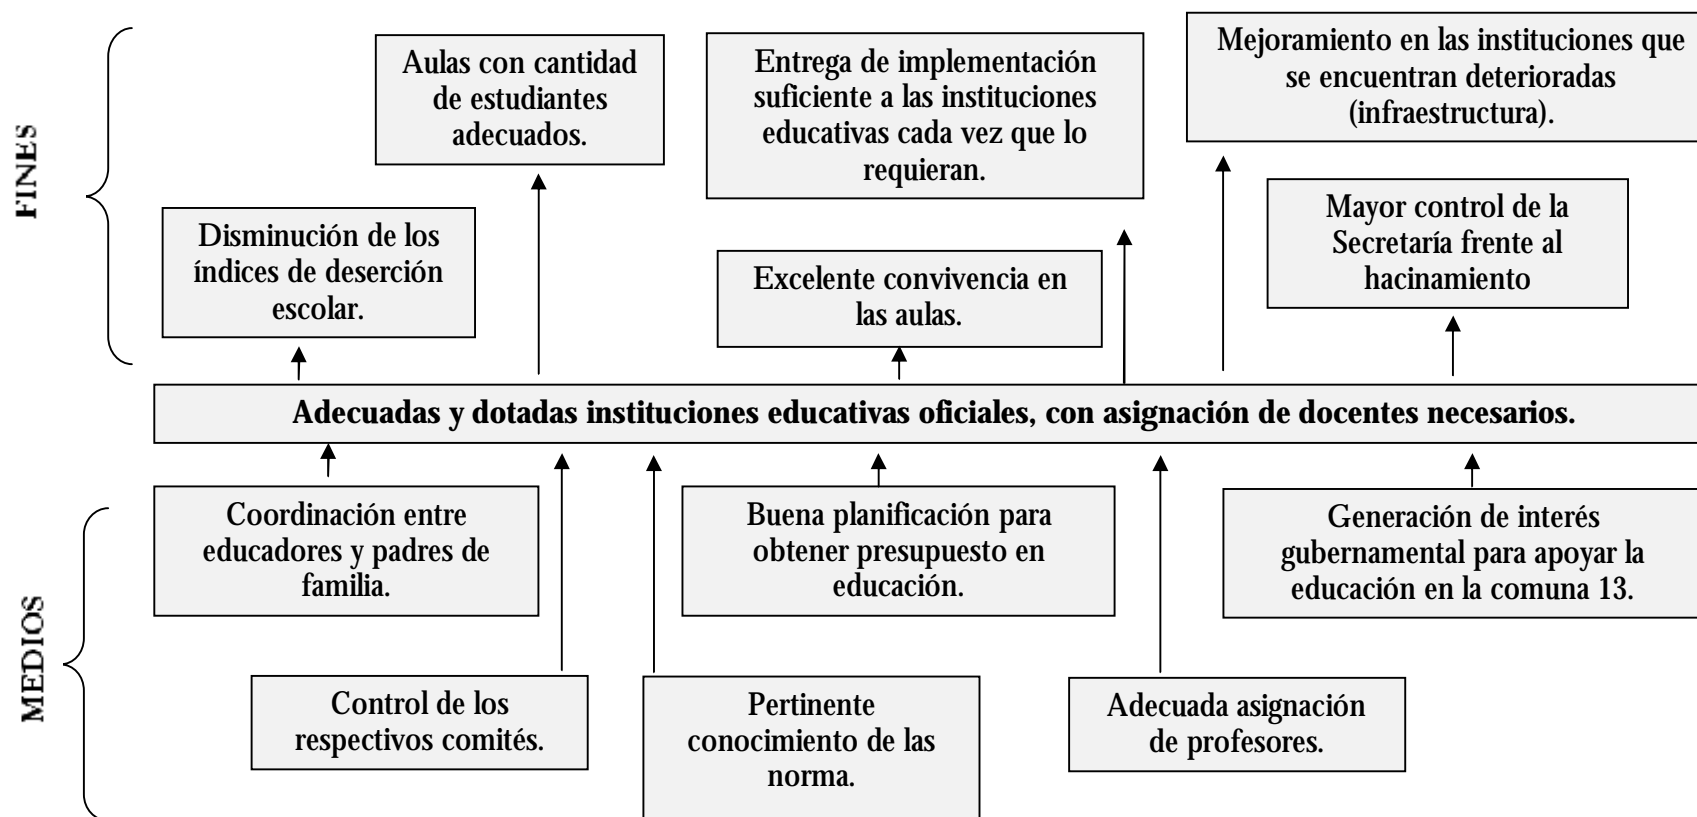 FINES
Aulas con cantidad
de estudiantes
adecuados.
Entrega de implementación
suficiente a las instituciones
educativas cada vez que lo
requieran.
Mejoramiento en las instituciones que
se encuentran deterioradas
(infraestructura).
Disminución de los
índices de deserción
escolar.
Excelente convivencia en
las aulas.
Mayor control de la
Secretaría frente al
hacinamiento
Adecuadas y dotadas instituciones educativas oficiales, con asignación de docentes necesarios.
MEDIOS
Coordinación entre
educadores y padres de
familia.
Buena planificación para
obtener presupuesto en
educación.
Generación de interés
gubernamental para apoyar la
educación en la comuna 13.
Control de los
respectivos comités.
Pertinente
conocimiento de las
norma.
Adecuada asignación
de profesores.